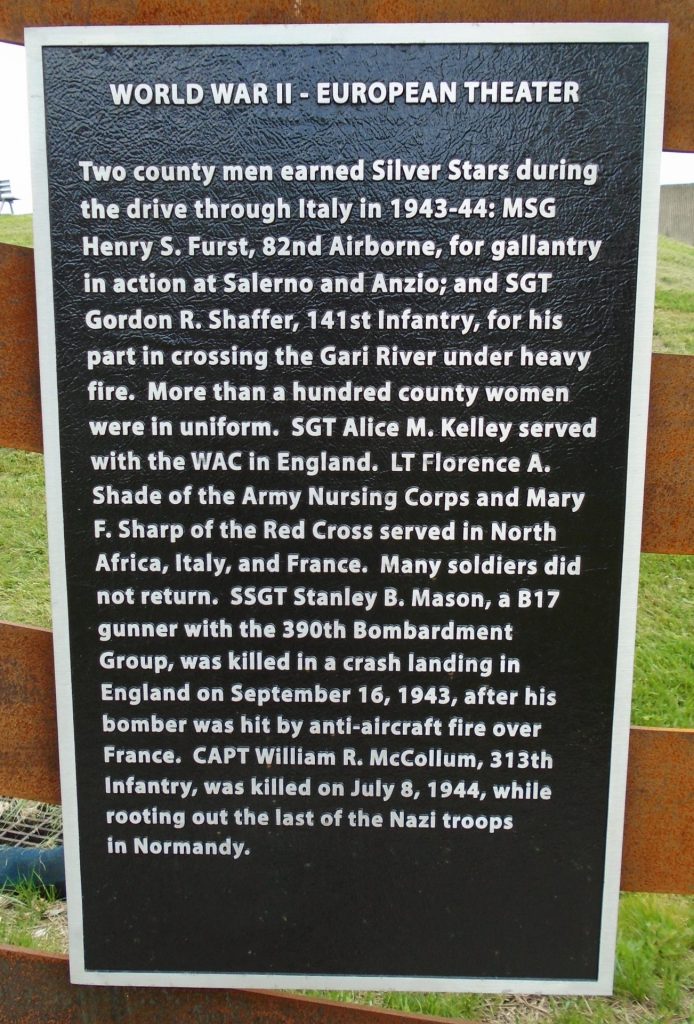 WORLD WAR II - EUROPEAN THEATER
Two county men earned Silver Stars during
the drive through Italy in 1943-44: MSG
Henry S. Furst, 82nd Airborne, for gallantry
in action at Salerno and Anzio; and SGT
Gordon R. Shaffer, 141st Infantry, for his
part in crossing the Gari River under heavy
fire.  More than a hundred county women
were in uniform.  SGT Alice M. Kelley served
with the WAC in England.  LT Florence A.
Shade of the Army Nursing Corps and Mary
F. Sharp of the Red Cross served in North
Africa, Italy, and France.  Many soldiers did
not return.  SSGT Stanley B. Mason, a B17
gunner with the 390th Bombardment
Group, was killed in a crash landing in
England on September 16, 1943, after his
bomber was hit by anti-aircraft fire over
France.  CAPT William R. McCollum, 313th
Infantry, was killed on July 8, 1944, while
rooting out the last of the Nazi troops
in Normandy.